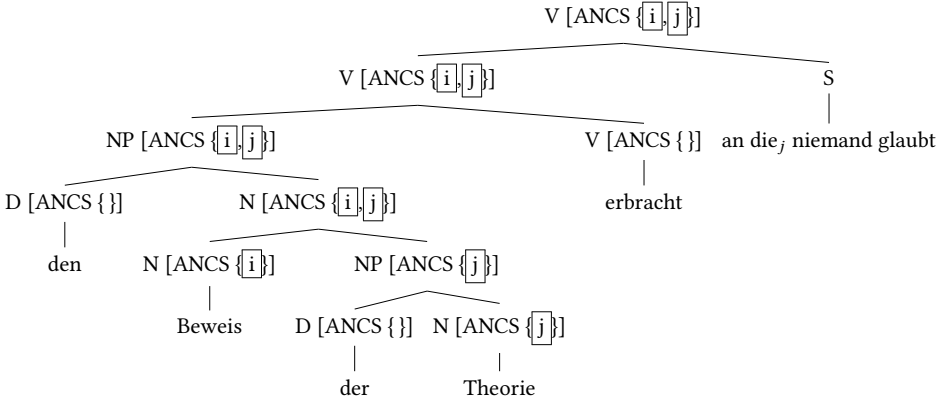 V [ANCS { i , j }]
V [ANCS { i , j }] S
NP [ANCS { i , j }] V [ANCS { }] an die_j niemand glaubt
D [ANCS { }] N [ANCS { i , j }] erbracht
den N [ANCS { i }] NP [ANCS { j }]
Beweis D [ANCS { }] N [ANCS { j }]
der Theorie